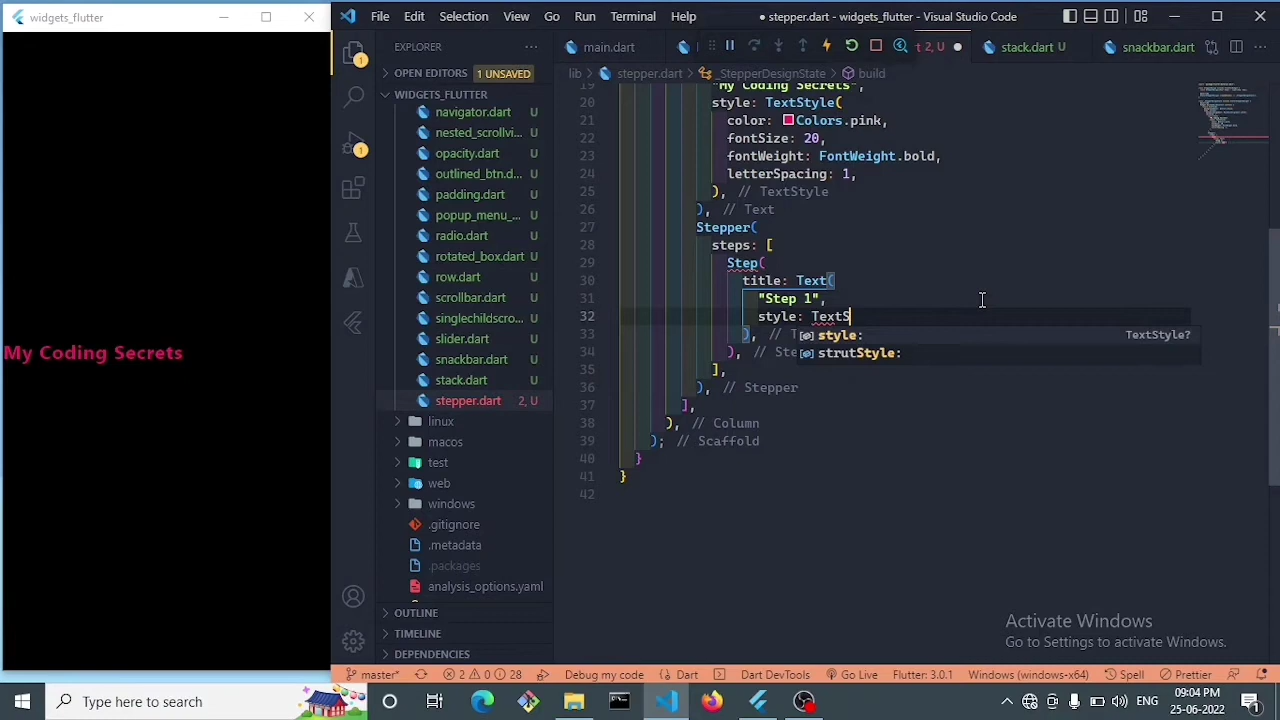 widgets_flutter
File Edit Selection View Go Run Terminal Help
stepper.dart - widgets_flutter - Visual Studio Code
main.dart
2, U
stack.dart U
snackbar.dart U
EXPLORER
lib > stepper.dart > _StepperDesignState > build
OPEN EDITORS 1 UNSAVED
WIDGETS_FLUTTER
navigator.dart U
nested_scrollvi... U
opacity.dart U
outlined_btn.d... U
padding.dart U
popup_menu_... U
radio.dart U
rotated_box.dart U
row.dart U
scrollbar.dart U
singlechildscro... U
slider.dart U
snackbar.dart U
stack.dart U
stepper.dart 2, U
linux
macos
test
web
windows
.gitignore
.metadata
.packages
analysis_options.yaml
OUTLINE
TIMELINE
DEPENDENCIES
1
1
19 "My Coding Secrets",
20 style: TextStyle(
21 color: Colors.pink,
22 fontSize: 20,
23 fontWeight: FontWeight.bold,
24 letterSpacing: 1,
25 ), // TextStyle
26 ), // Text
27 Stepper(
28 steps: [
29 Step(
30 title: Text(
31 "Step 1",
32 style: TextS
33 ), // T
34 ), // Ste
35 ],
36 ), // Stepper
37 ],
38 ), // Column
39 ); // Scaffold
40 }
41 }
42
style: TextStyle?
strutStyle:
My Coding Secrets
Activate Windows
Go to Settings to activate Windows.
master* 2 0 28 Debug my code Dart Dart DevTools Go Live Flutter: 3.0.1 Windows (windows-x64) Spell Prettier
Type here to search
09:04 PM
25-06-2022
1